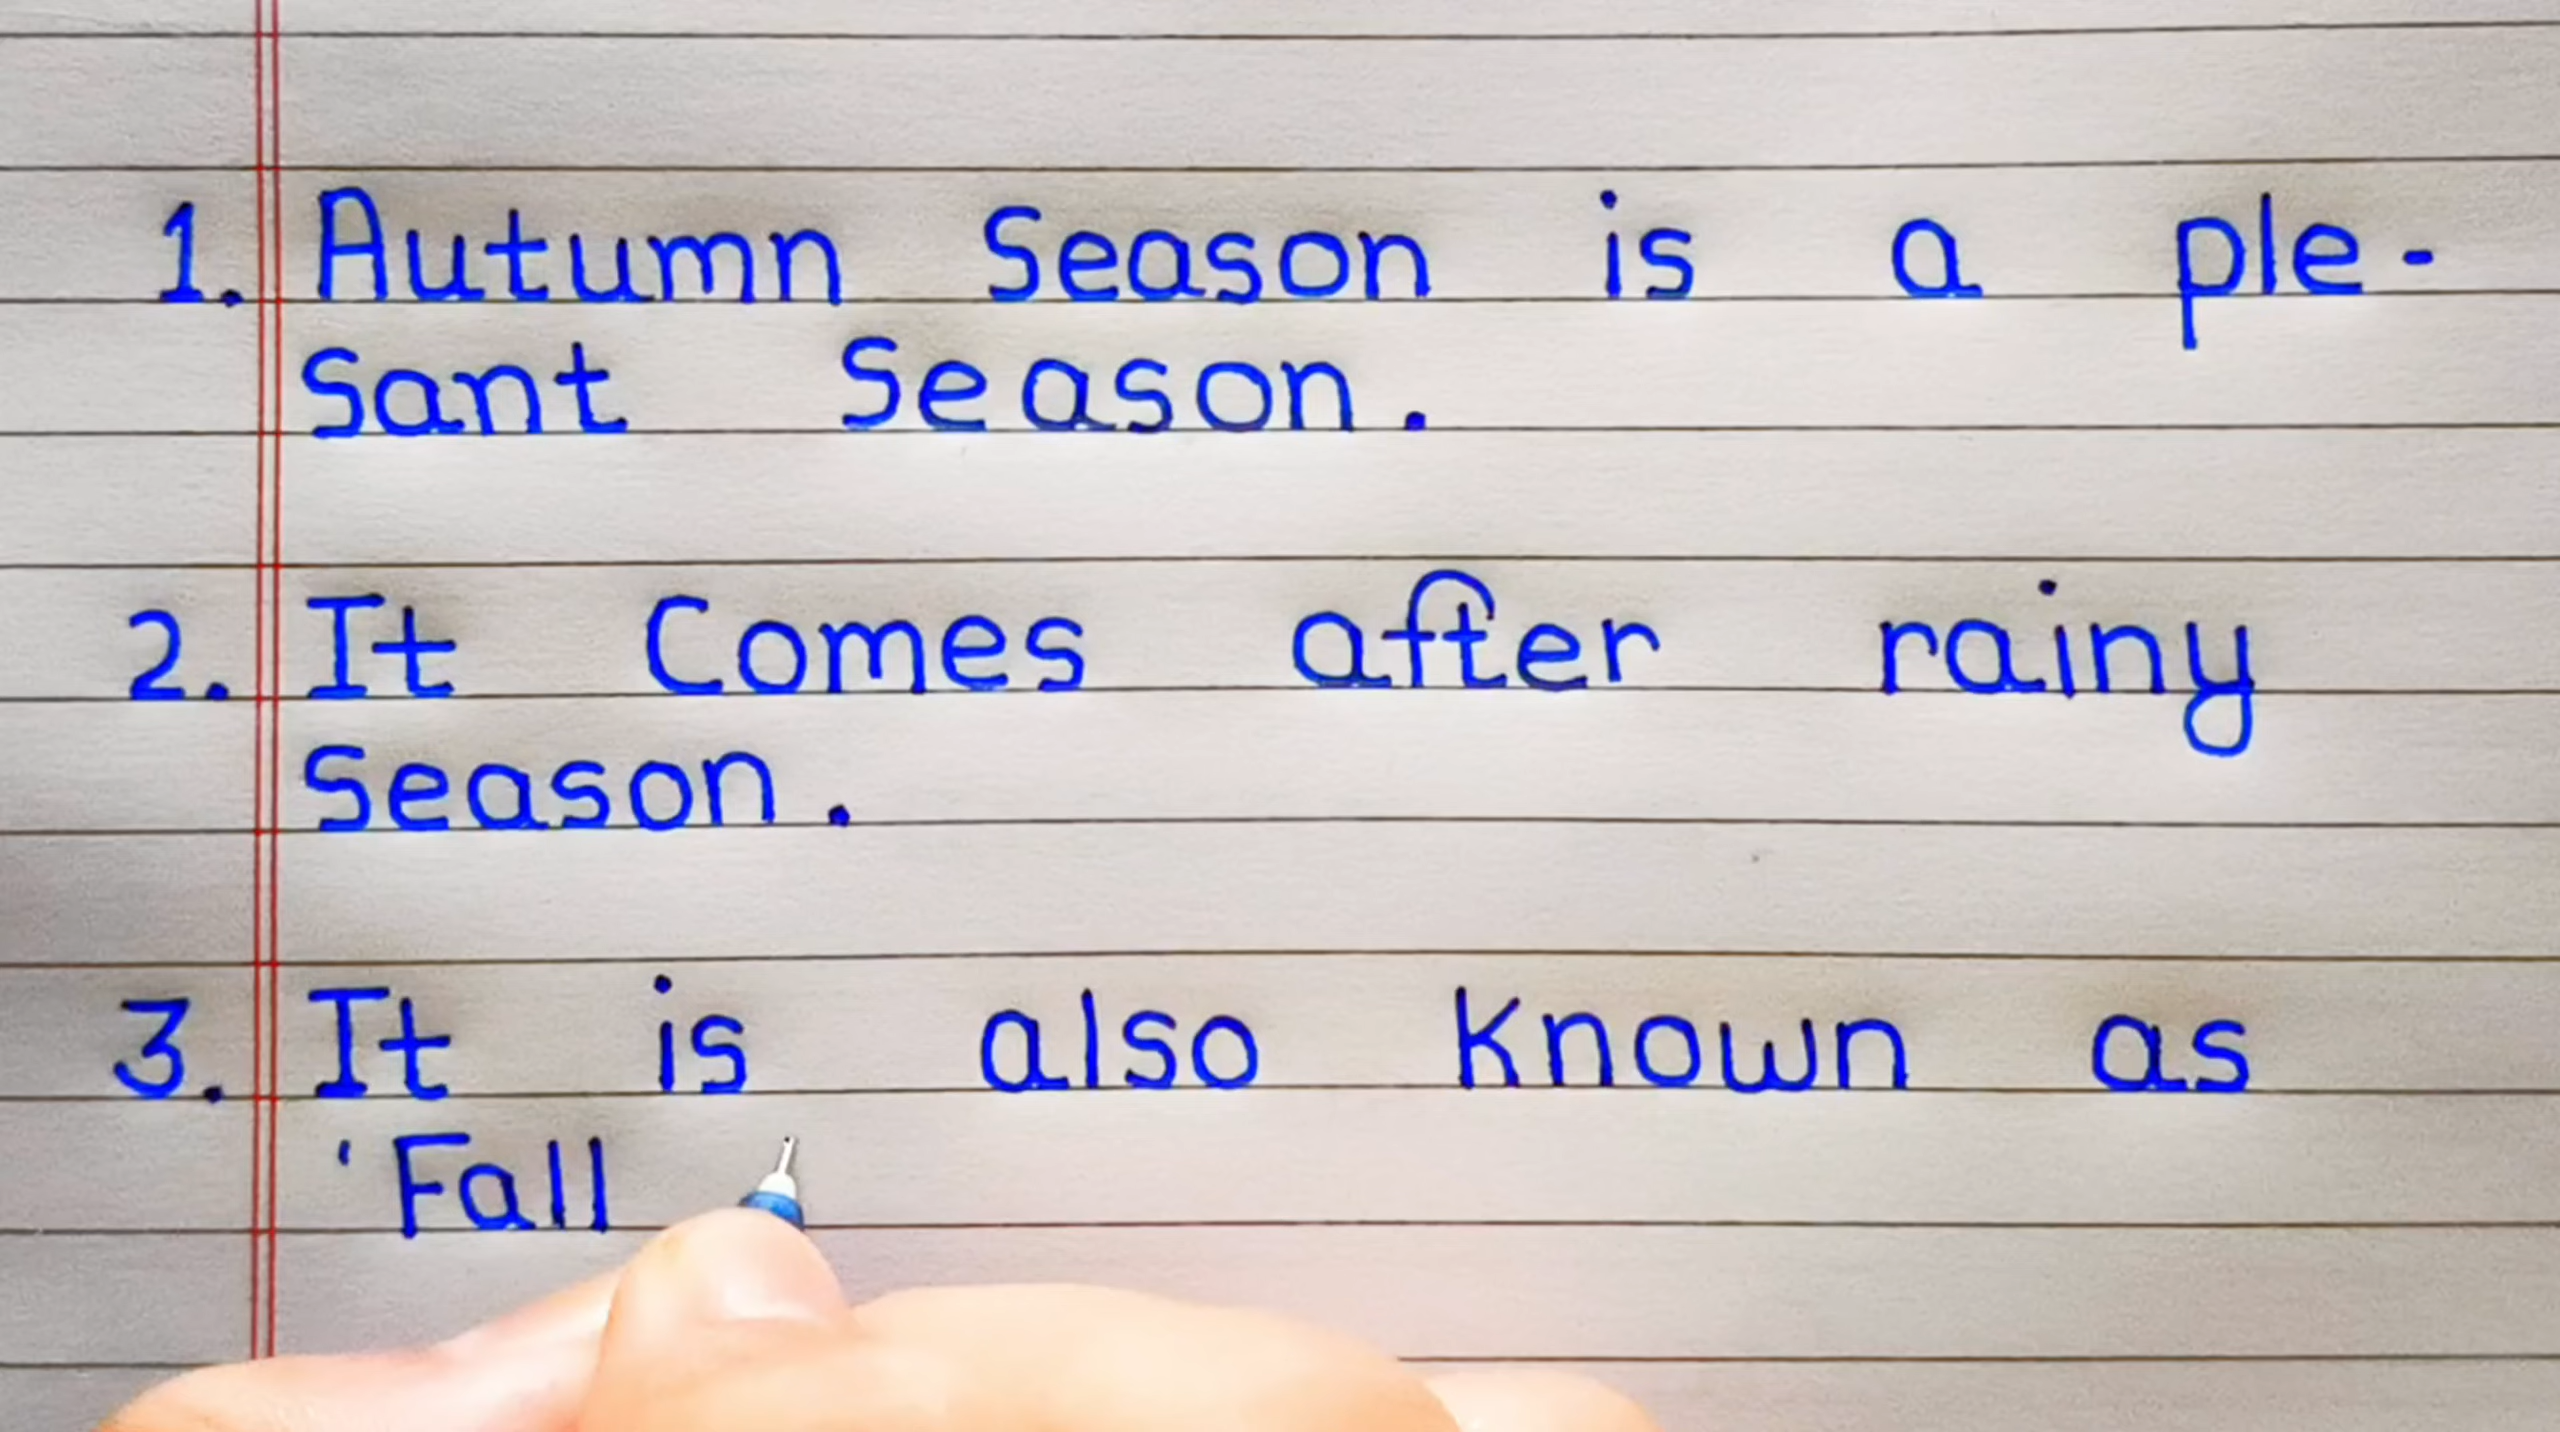 1. Autumn Season is a ple-
Sant Season.
2. It Comes after rainy
Season.
3. It is also Known as
'Fall